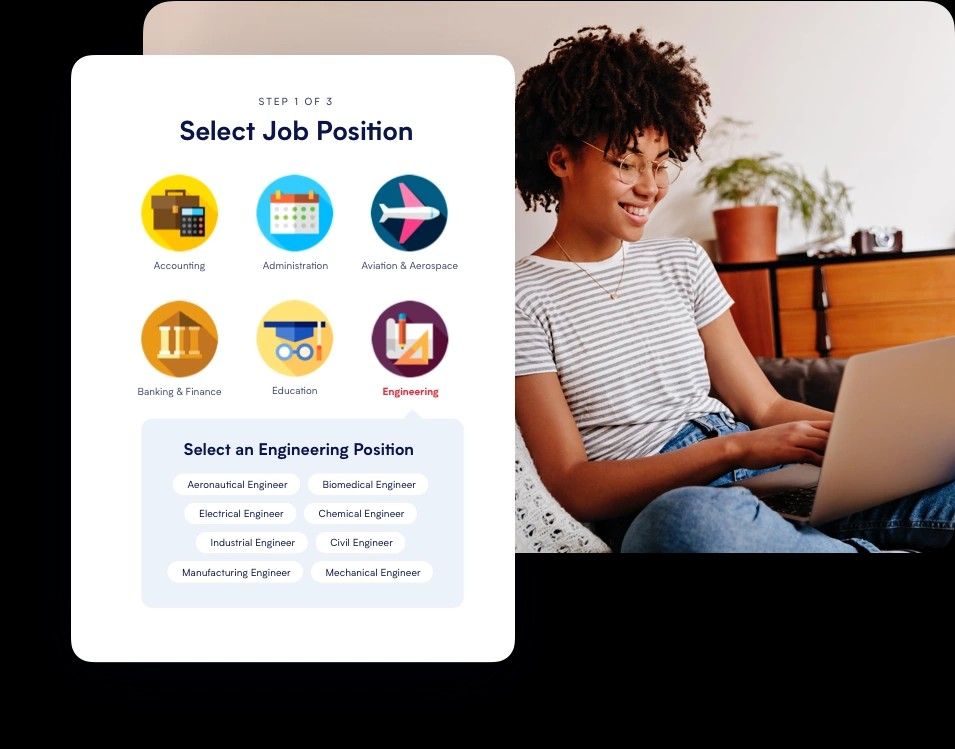 STEP 1 OF 3
Select Job Position
Accounting
Administration
Aviation & Aerospace
Banking & Finance
Education
Engineering
Select an Engineering Position
Aeronautical Engineer
Biomedical Engineer
Electrical Engineer
Chemical Engineer
Industrial Engineer
Civil Engineer
Manufacturing Engineer
Mechanical Engineer